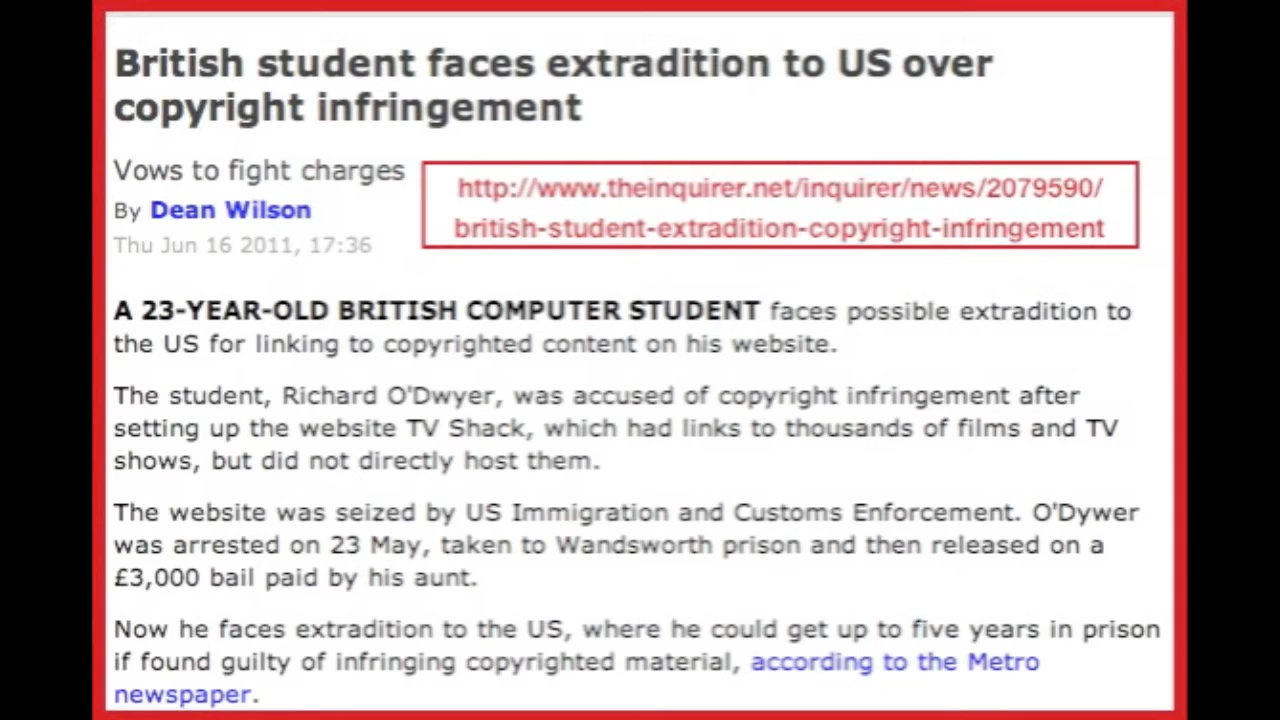 British student faces extradition to US over
copyright infringement
Vows to fight charges
By Dean Wilson
Thu Jun 16 2011, 17:36
http://www.theinquirer.net/inquirer/news/2079590/
british-student-extradition-copyright-infringement
A 23-YEAR-OLD BRITISH COMPUTER STUDENT faces possible extradition to
the US for linking to copyrighted content on his website.
The student, Richard O'Dwyer, was accused of copyright infringement after
setting up the website TV Shack, which had links to thousands of films and TV
shows, but did not directly host them.
The website was seized by US Immigration and Customs Enforcement. O'Dywer
was arrested on 23 May, taken to Wandsworth prison and then released on a
£3,000 bail paid by his aunt.
Now he faces extradition to the US, where he could get up to five years in prison
if found guilty of infringing copyrighted material, according to the Metro
newspaper.